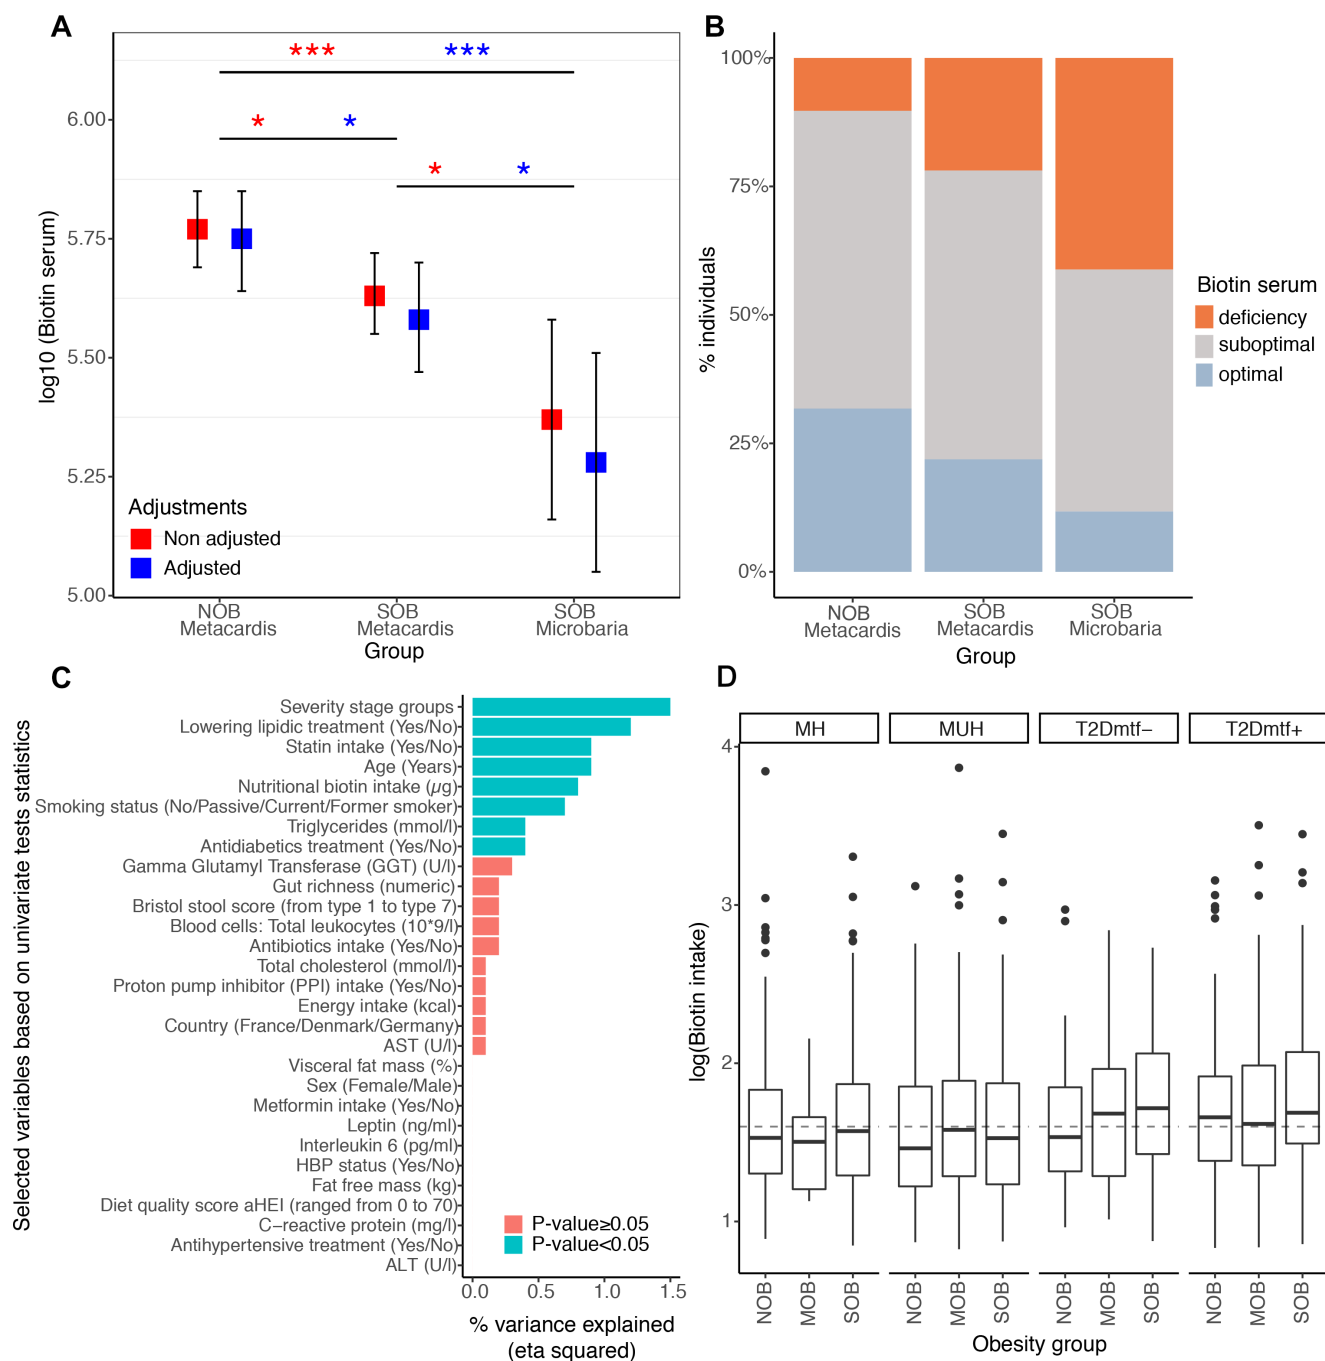 A
***
***
*
*
*
*
6.00
5.75
5.50
5.25
5.00
log10 (Biotin serum)
Adjustments
Non adjusted
Adjusted
NOB
Metacardis
SOB
Metacardis
SOB
Microbaria
Group
B
100%
75%
50%
25%
0%
% individuals
Biotin serum
deficiency
suboptimal
optimal
NOB
Metacardis
SOB
Metacardis
SOB
Microbaria
Group
C
Selected variables based on univariate tests statistics
Severity stage groups
Lowering lipidic treatment (Yes/No)
Statin intake (Yes/No)
Age (Years)
Nutritional biotin intake (µg)
Smoking status (No/Passive/Current/Former smoker)
Triglycerides (mmol/l)
Antidiabetics treatment (Yes/No)
Gamma Glutamyl Transferase (GGT) (U/l)
Gut richness (numeric)
Bristol stool score (from type 1 to type 7)
Blood cells: Total leukocytes (10*9/l)
Antibiotics intake (Yes/No)
Total cholesterol (mmol/l)
Proton pump inhibitor (PPI) intake (Yes/No)
Energy intake (kcal)
Country (France/Denmark/Germany)
AST (U/l)
Visceral fat mass (%)
Sex (Female/Male)
Metformin intake (Yes/No)
Leptin (ng/ml)
Interleukin 6 (pg/ml)
HBP status (Yes/No)
Fat free mass (kg)
Diet quality score aHEI (ranged from 0 to 70)
C−reactive protein (mg/l)
Antihypertensive treatment (Yes/No)
ALT (U/l)
P-value≥0.05
P-value<0.05
0.0 0.5 1.0 1.5
% variance explained
(eta squared)
D
MH MUH T2Dmtf− T2Dmtf+
4
3
2
1
log(Biotin intake)
NOB MOB SOB NOB MOB SOB NOB MOB SOB NOB MOB SOB
Obesity group